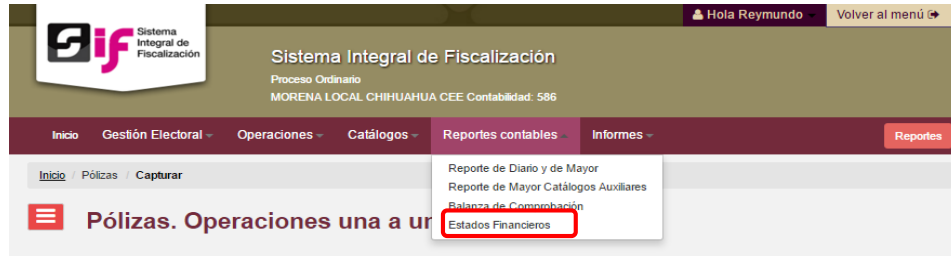 Hola Reymundo
Volver al menú
Sif Sistema
Integral de
Fiscalización
Sistema Integral de Fiscalización
Proceso Ordinario
MORENA LOCAL CHIHUAHUA CEE Contabilidad: 586
Inicio Gestión Electoral Operaciones Catálogos Reportes contables Informes Reportes
Inicio / Pólizas / Capturar
Reporte de Diario y de Mayor
Reporte de Mayor Catálogos Auxiliares
Balanza de Comprobación
Estados Financieros
Pólizas. Operaciones una a un